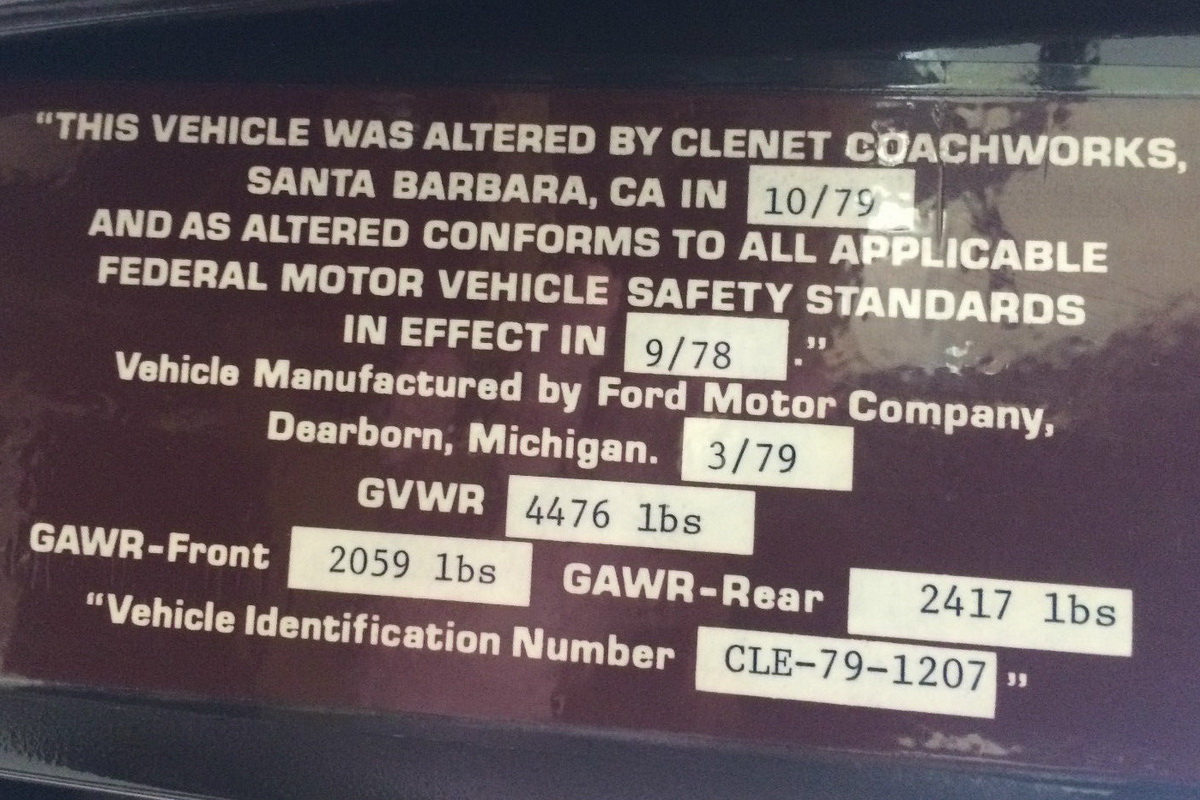 “THIS VEHICLE WAS ALTERED BY CLENET COACHWORKS,
SANTA BARBARA, CA IN 10/79
AND AS ALTERED CONFORMS TO ALL APPLICABLE
FEDERAL MOTOR VEHICLE SAFETY STANDARDS
IN EFFECT IN 9/78 .”
Vehicle Manufactured by Ford Motor Company,
Dearborn, Michigan. 3/79
GVWR 4476 lbs
GAWR-Front 2059 lbs GAWR-Rear 2417 lbs
“Vehicle Identification Number CLE-79-1207 ”